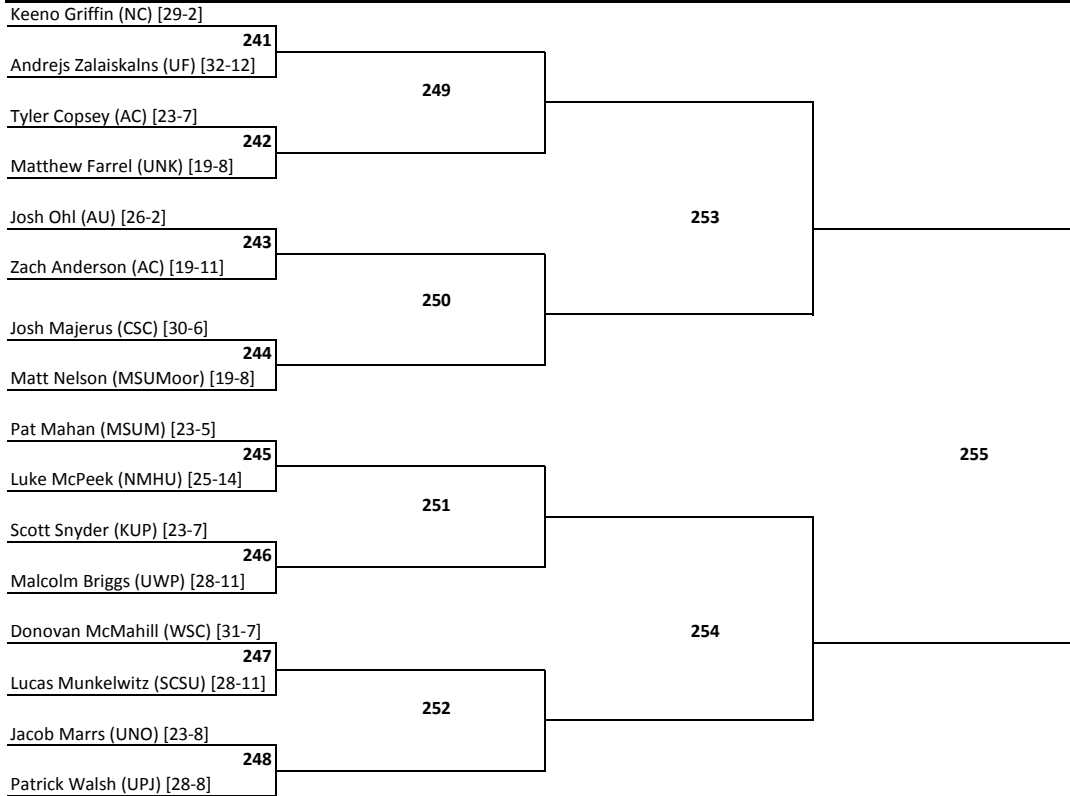 Keeno Griffin (NC) [29-2]
241
Andrejs Zalaiskalns (UF) [32-12]
249
Tyler Copsey (AC) [23-7]
242
Matthew Farrel (UNK) [19-8]
Josh Ohl (AU) [26-2]
253
243
Zach Anderson (AC) [19-11]
250
Josh Majerus (CSC) [30-6]
244
Matt Nelson (MSUMoor) [19-8]
Pat Mahan (MSUM) [23-5]
245
255
Luke McPeek (NMHU) [25-14]
251
Scott Snyder (KUP) [23-7]
246
Malcolm Briggs (UWP) [28-11]
Donovan McMahill (WSC) [31-7]
254
247
Lucas Munkelwitz (SCSU) [28-11]
252
Jacob Marrs (UNO) [23-8]
248
Patrick Walsh (UPJ) [28-8]